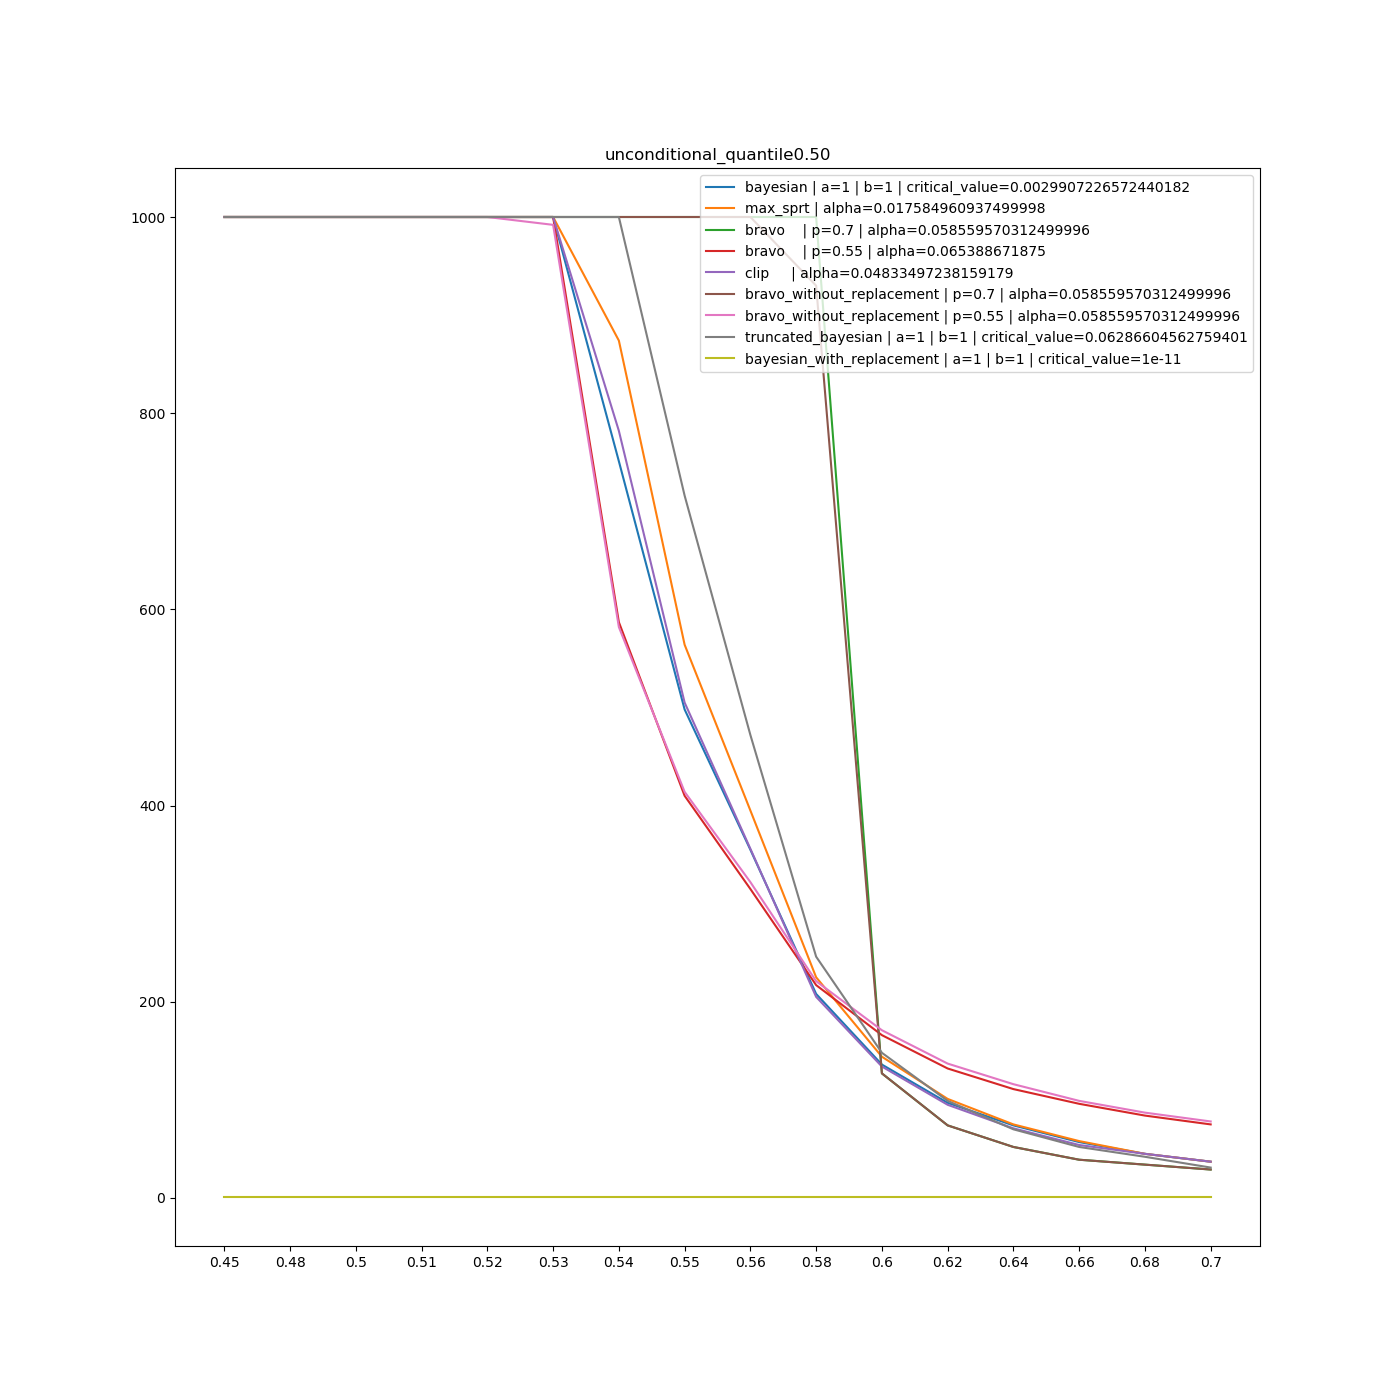 unconditional_quantile0.50
bayesian | a=1 | b=1 | critical_value=0.0029907226572440182
max_sprt | alpha=0.017584960937499998
bravo    | p=0.7 | alpha=0.058559570312499996
bravo    | p=0.55 | alpha=0.065388671875
clip     | alpha=0.04833497238159179
bravo_without_replacement | p=0.7 | alpha=0.058559570312499996
bravo_without_replacement | p=0.55 | alpha=0.058559570312499996
truncated_bayesian | a=1 | b=1 | critical_value=0.06286604562759401
bayesian_with_replacement | a=1 | b=1 | critical_value=1e-11
1000
800
600
400
200
0
0.45 0.48 0.5 0.51 0.52 0.53 0.54 0.55 0.56 0.58 0.6 0.62 0.64 0.66 0.68 0.7